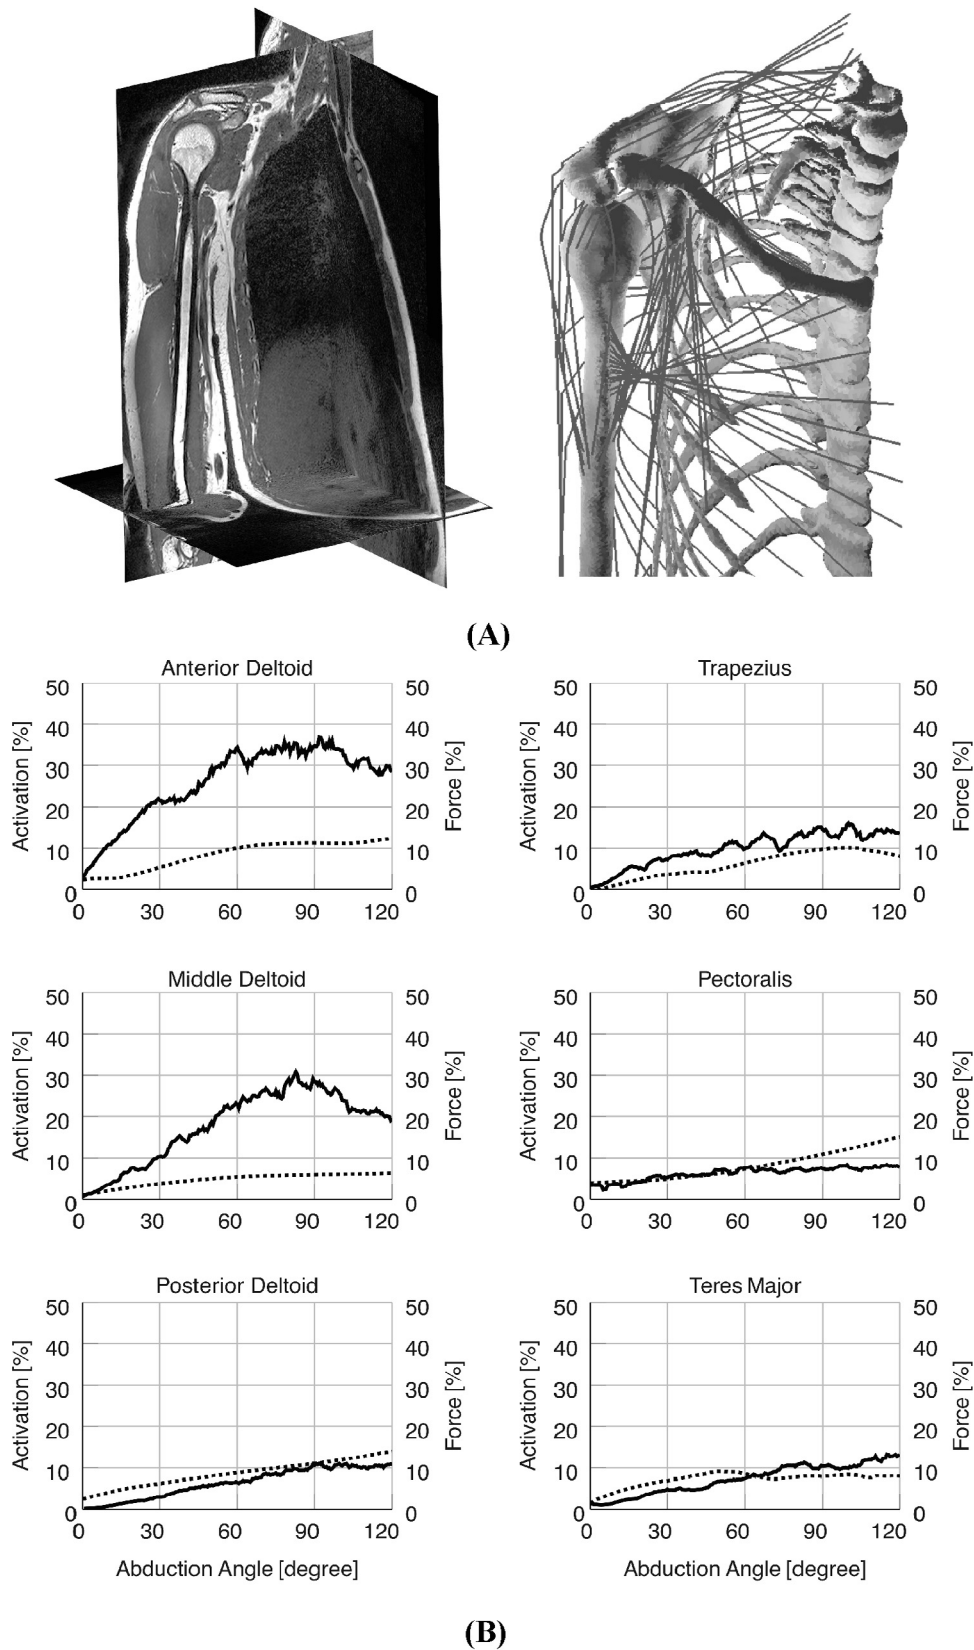 (A)
Anterior Deltoid
50 40 30 20 10 0
Activation [%]
50 40 30 20 10 0
Force [%]
0 30 60 90 120
Trapezius
50 40 30 20 10 0
Activation [%]
50 40 30 20 10 0
Force [%]
0 30 60 90 120
Middle Deltoid
50 40 30 20 10 0
Activation [%]
50 40 30 20 10 0
Force [%]
0 30 60 90 120
Pectoralis
50 40 30 20 10 0
Activation [%]
50 40 30 20 10 0
Force [%]
0 30 60 90 120
Posterior Deltoid
50 40 30 20 10 0
Activation [%]
50 40 30 20 10 0
Force [%]
0 30 60 90 120
Abduction Angle [degree]
Teres Major
50 40 30 20 10 0
Activation [%]
50 40 30 20 10 0
Force [%]
0 30 60 90 120
Abduction Angle [degree]
(B)